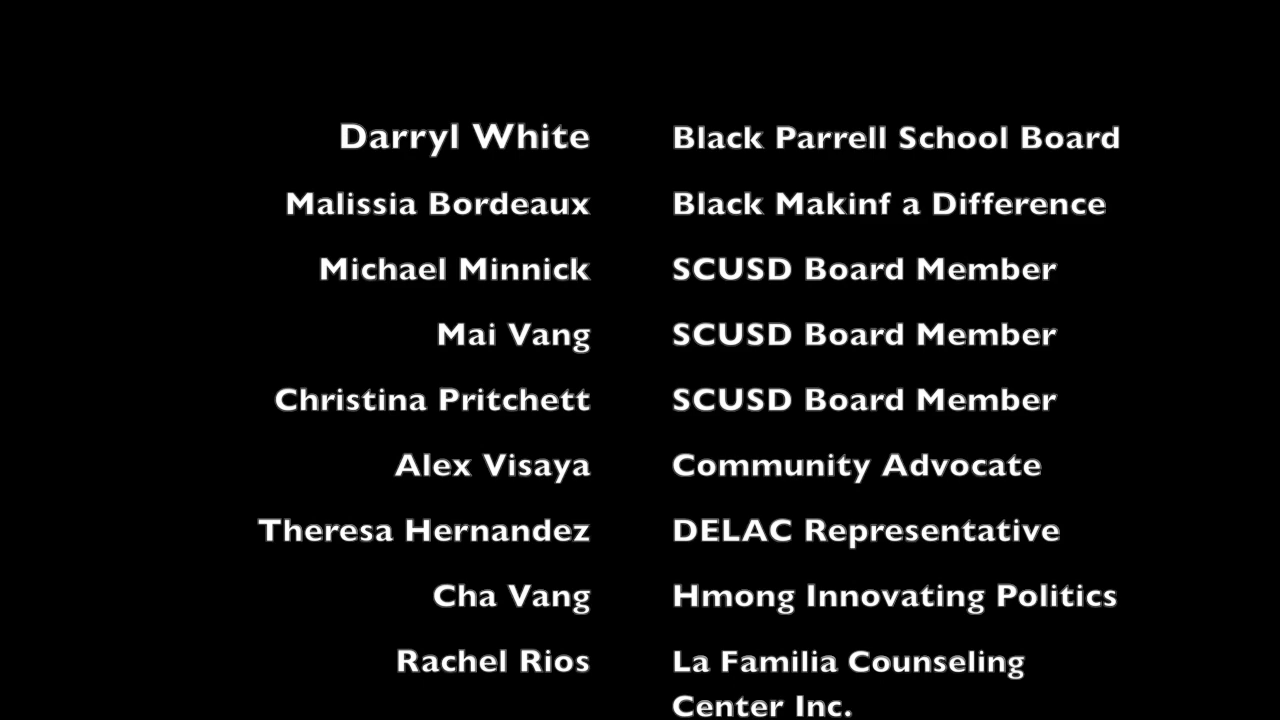 Darryl White Black Parrell School Board
Malissia Bordeaux Black Makinf a Difference
Michael Minnick SCUSD Board Member
Mai Vang SCUSD Board Member
Christina Pritchett SCUSD Board Member
Alex Visaya Community Advocate
Theresa Hernandez DELAC Representative
Cha Vang Hmong Innovating Politics
Rachel Rios La Familia Counseling
Center Inc.